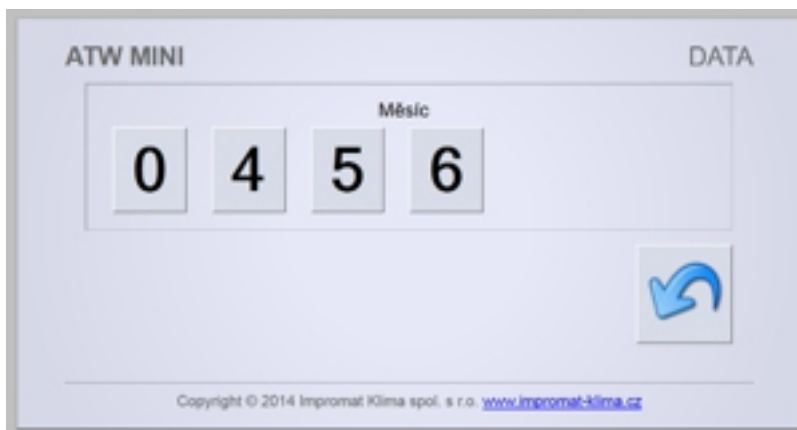 ATW MINI DATA
Měsíc
0 4 5 6
Copyright © 2014 Impromat Klima spol. s r.o. www.impromat-klima.cz